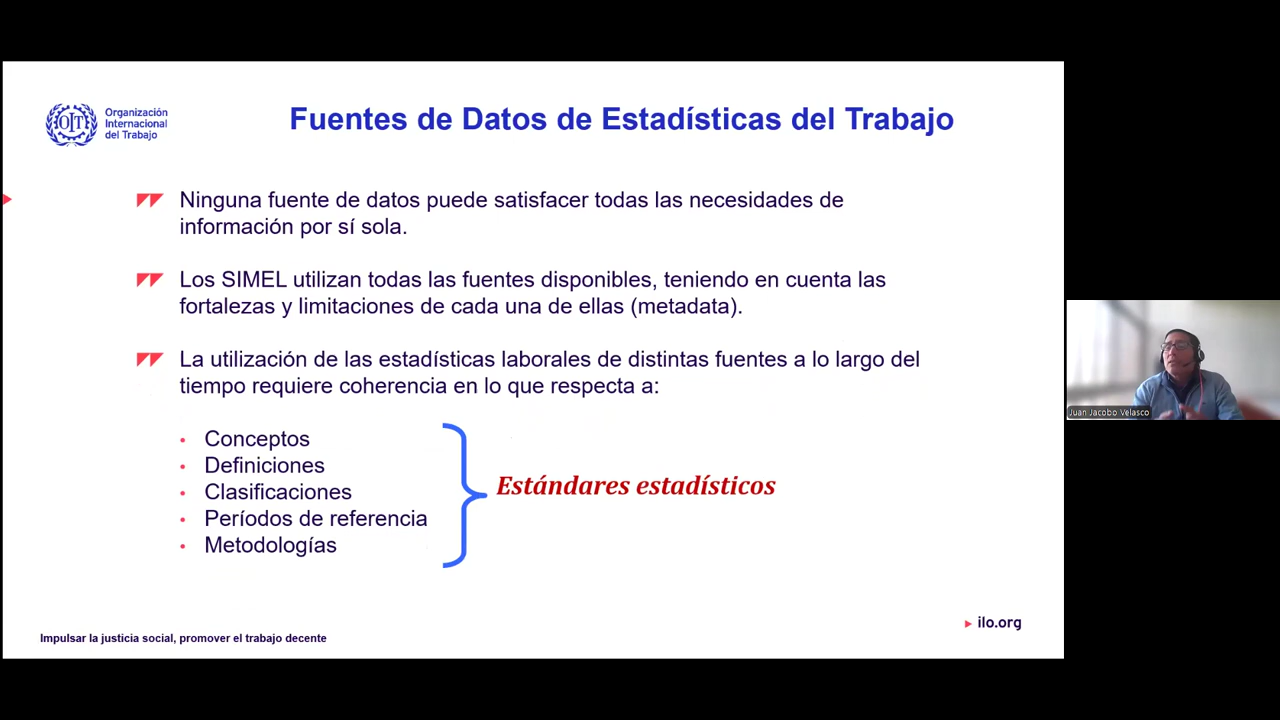 OIT
Organización
Internacional
del Trabajo
Fuentes de Datos de Estadísticas del Trabajo
Ninguna fuente de datos puede satisfacer todas las necesidades de
información por sí sola.
Los SIMEL utilizan todas las fuentes disponibles, teniendo en cuenta las
fortalezas y limitaciones de cada una de ellas (metadata).
La utilización de las estadísticas laborales de distintas fuentes a lo largo del
tiempo requiere coherencia en lo que respecta a:
• Conceptos
• Definiciones
• Clasificaciones
• Períodos de referencia
• Metodologías
Estándares estadísticos
Juan Jacobo Velasco
ilo.org
Impulsar la justicia social, promover el trabajo decente